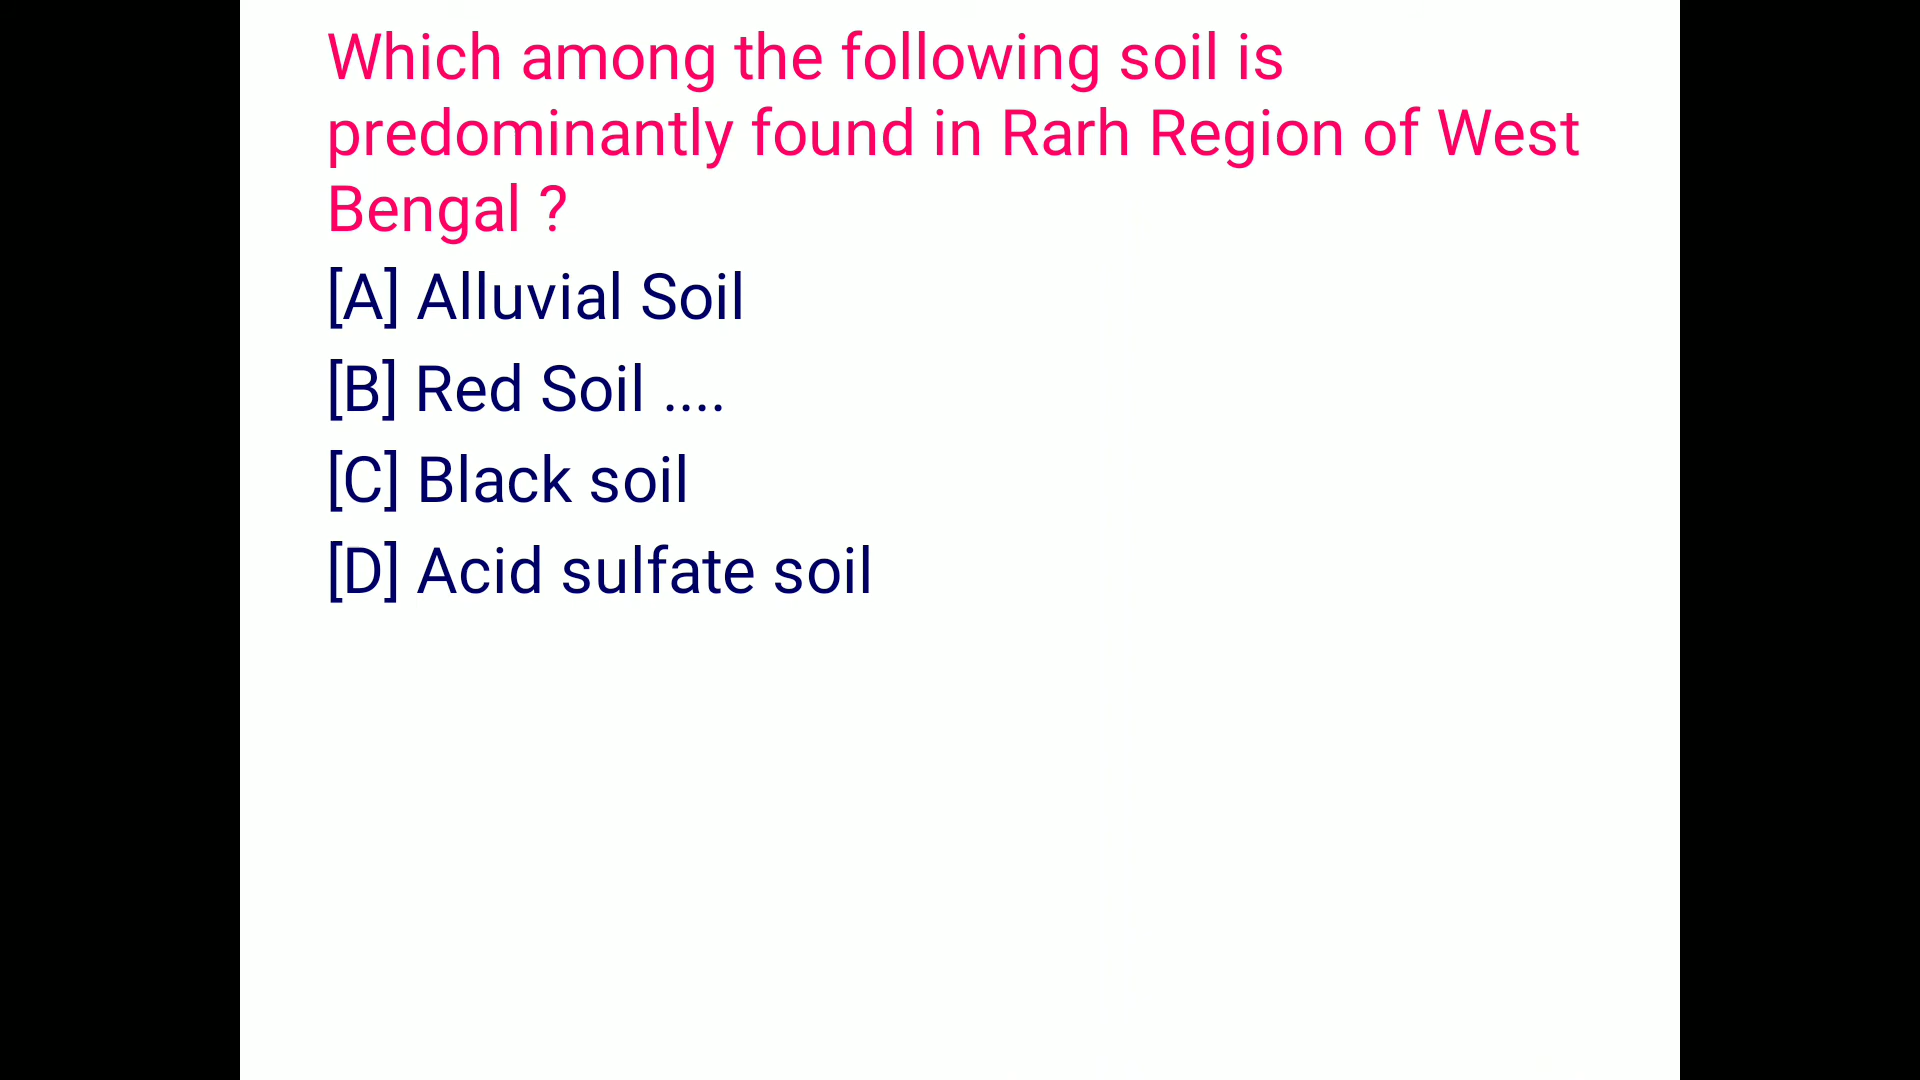 Which among the following soil is
predominantly found in Rarh Region of West
Bengal ?
[A] Alluvial Soil
[B] Red Soil ....
[C] Black soil
[D] Acid sulfate soil